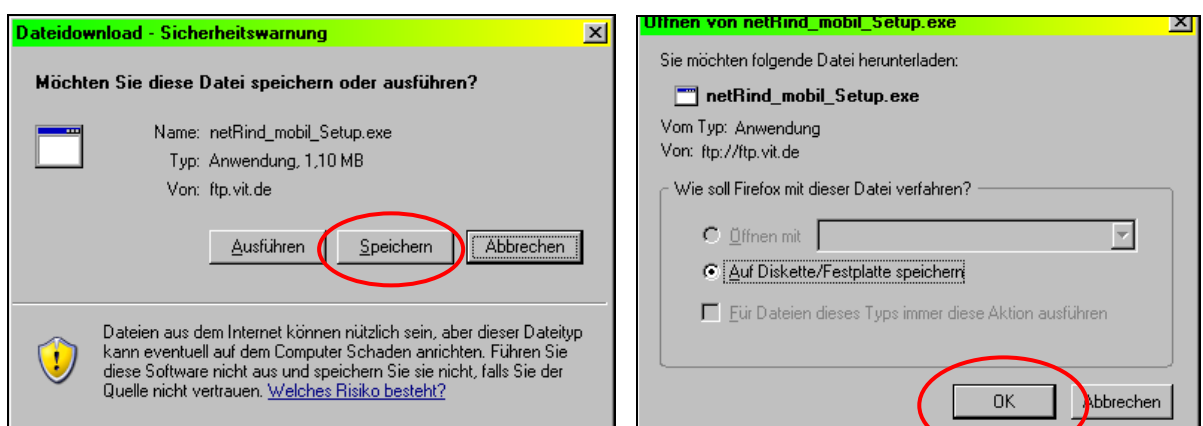 Dateidownload - Sicherheitswarnung
Möchten Sie diese Datei speichern oder ausführen?
Name: netRind_mobil_Setup.exe
Typ: Anwendung, 1,10 MB
Von: ftp.vit.de
Ausführen
Speichern
Abbrechen
Dateien aus dem Internet können nützlich sein, aber dieser Dateityp
kann eventuell auf dem Computer Schaden anrichten. Führen Sie
diese Software nicht aus und speichern Sie sie nicht, falls Sie der
Quelle nicht vertrauen. Welches Risiko besteht?
Öffnen von netRind_mobil_Setup.exe
Sie möchten folgende Datei herunterladen:
netRind_mobil_Setup.exe
Vom Typ: Anwendung
Von: ftp://ftp.vit.de
Wie soll Firefox mit dieser Datei verfahren?
Öffnen mit
Auf Diskette/Festplatte speichern
Für Dateien dieses Typs immer diese Aktion ausführen
OK
Abbrechen